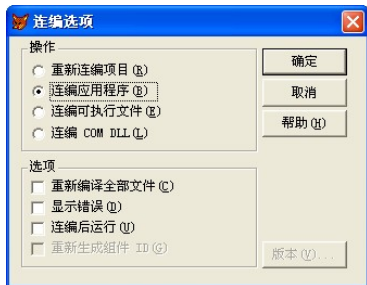 连编选项
操作
重新连编项目(R)
连编应用程序(B)
连编可执行文件(E)
连编 COM DLL(L)
确定
取消
帮助(H)
选项
重新编译全部文件(C)
显示错误(D)
连编后运行(U)
重新生成组件 ID(G)
版本(V)...